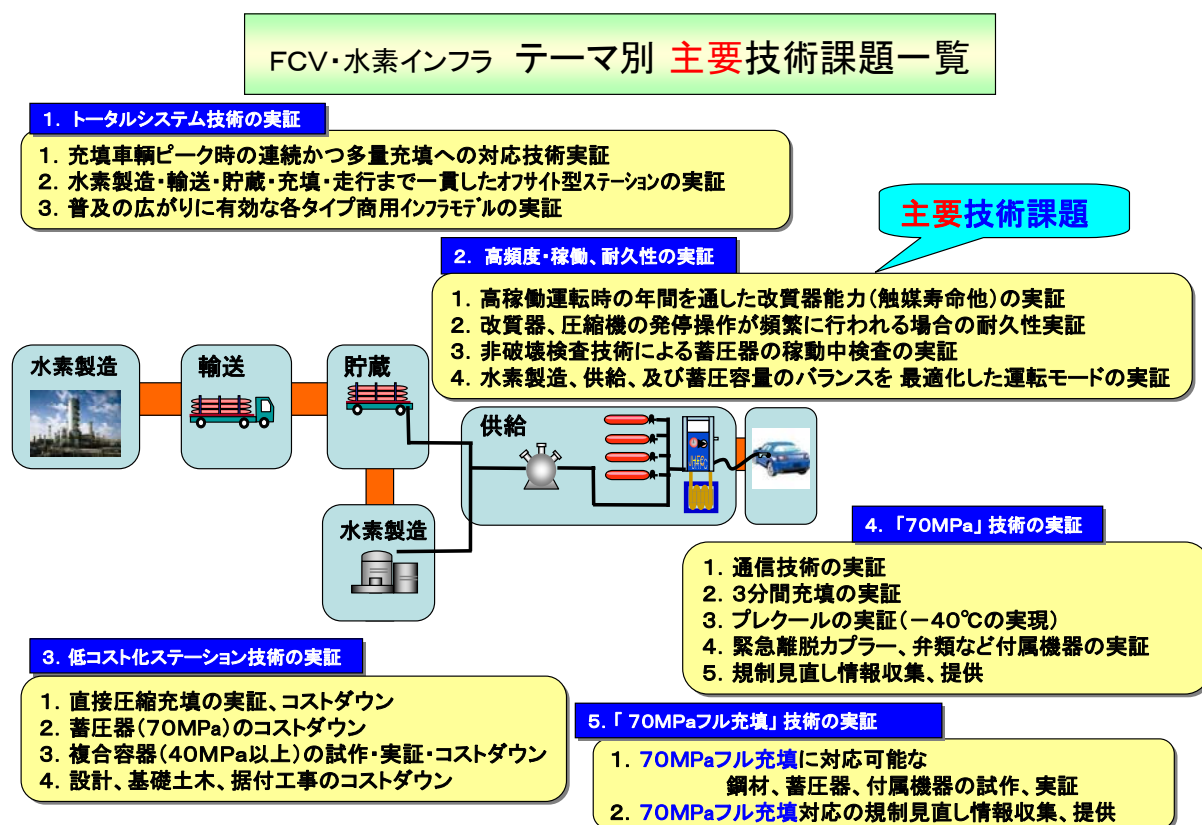 FCV・水素インフラ テーマ別 主要技術課題一覧
1. トータルシステム技術の実証
1. 充填車輌ピーク時の連続かつ多量充填への対応技術実証
2. 水素製造・輸送・貯蔵・充填・走行まで一貫したオフサイト型ステーションの実証
3. 普及の広がりに有効な各タイプ商用インフラモデルの実証
主要技術課題
2. 高頻度・稼働、耐久性の実証
1. 高稼働運転時の年間を通した改質器能力(触媒寿命他)の実証
2. 改質器、圧縮機の発停操作が頻繁に行われる場合の耐久性実証
3. 非破壊検査技術による蓄圧器の稼動中検査の実証
4. 水素製造、供給、及び蓄圧容量のバランスを 最適化した運転モードの実証
水素製造
輸送
貯蔵
供給
水素製造
4. 「70MPa」技術の実証
1. 通信技術の実証
2. 3分間充填の実証
3. プレクールの実証(-40℃の実現)
4. 緊急離脱カプラー、弁類など付属機器の実証
5. 規制見直し情報収集、提供
3. 低コスト化ステーション技術の実証
1. 直接圧縮充填の実証、コストダウン
2. 蓄圧器(70MPa)のコストダウン
3. 複合容器(40MPa以上)の試作・実証・コストダウン
4. 設計、基礎土木、据付工事のコストダウン
5. 「 70MPaフル充填」技術の実証
1. 70MPaフル充填に対応可能な
鋼材、蓄圧器、付属機器の試作、実証
2. 70MPaフル充填対応の規制見直し情報収集、提供